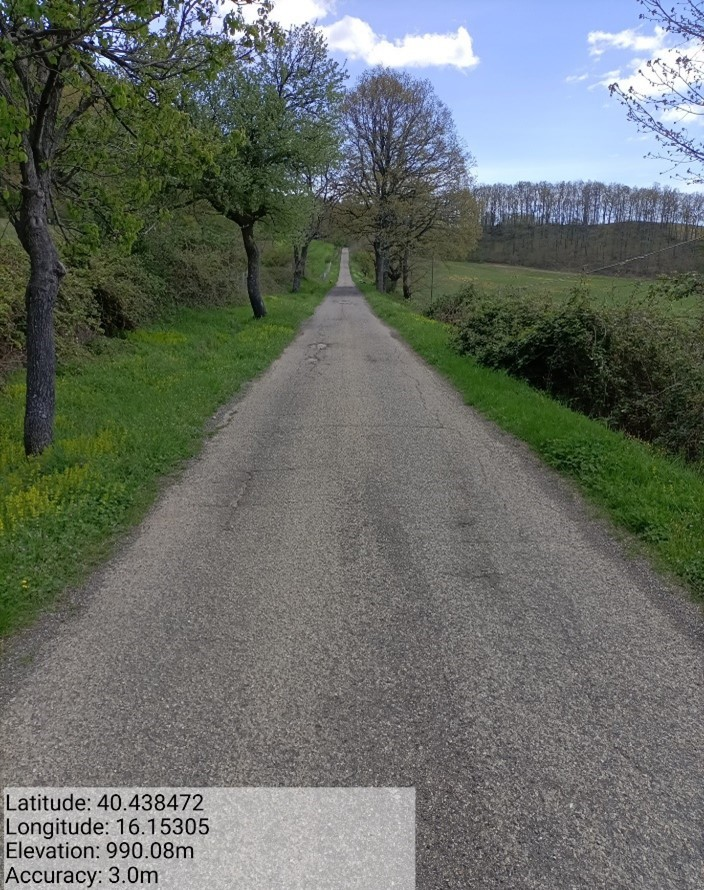 Latitude: 40.438472
Longitude: 16.15305
Elevation: 990.08m
Accuracy: 3.0m